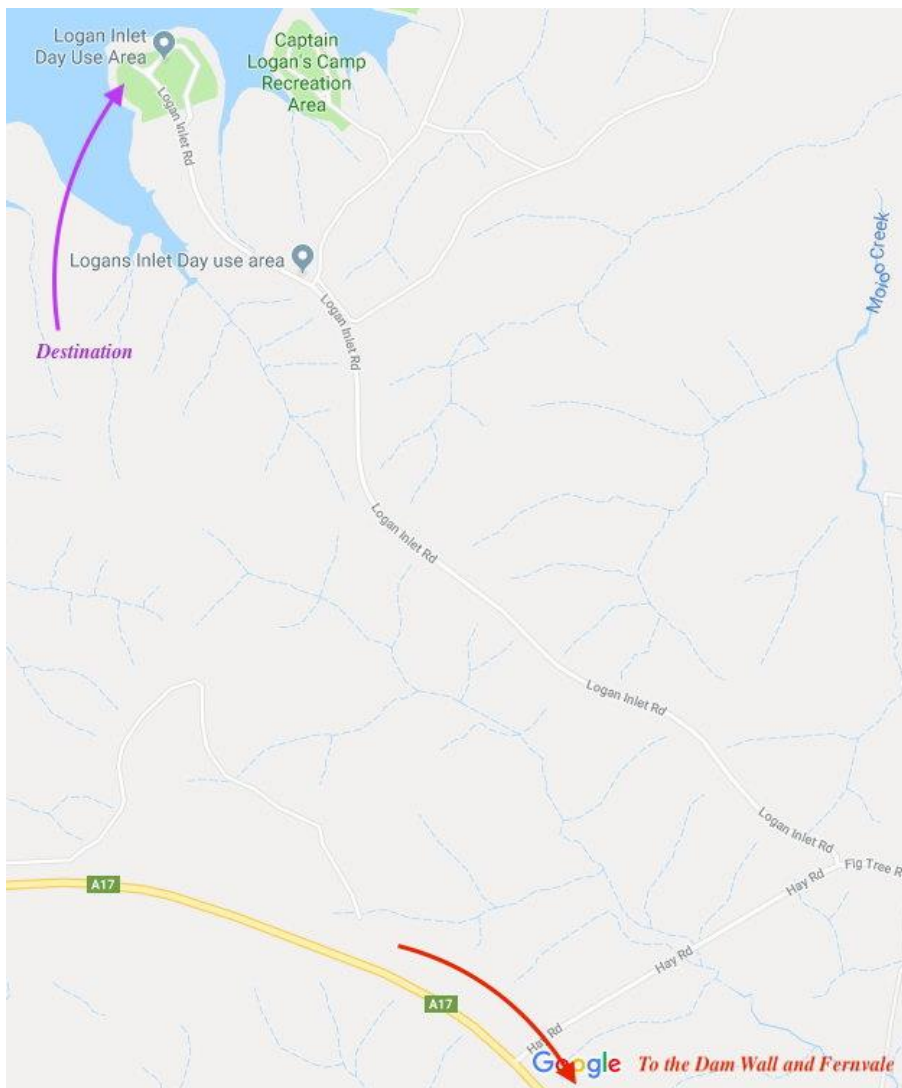 Logan Inlet
Day Use Area
Captain
Logan's Camp
Recreation
Area
Logan Inlet Rd
Logans Inlet Day use area
Moioo Creek
Logan Inlet Rd
Destination
Logan Inlet Rd
Logan Inlet Rd
Logan Inlet Rd
Fig Tree R
A17
Hay Rd
Hay Rd
A17
Hay Rd
Google
To the Dam Wall and Fernvale